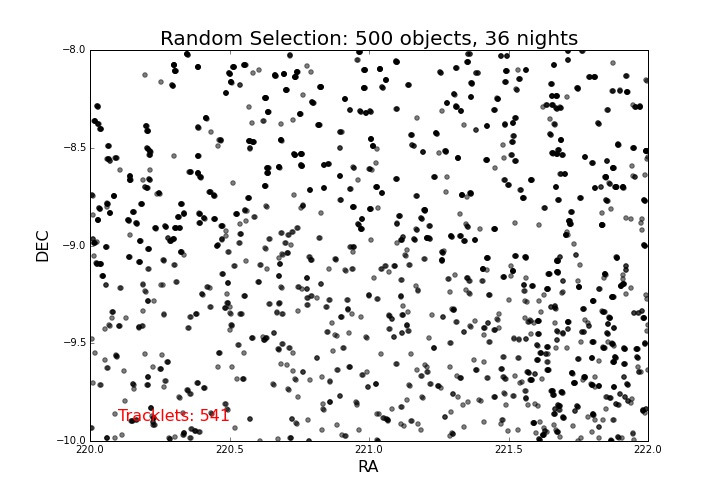 Random Selection: 500 objects, 36 nights
−8.0
−8.5
−9.0
−9.5
−10.0
DEC
Tracklets: 541
220.0 220.5 221.0 221.5 222.0
RA